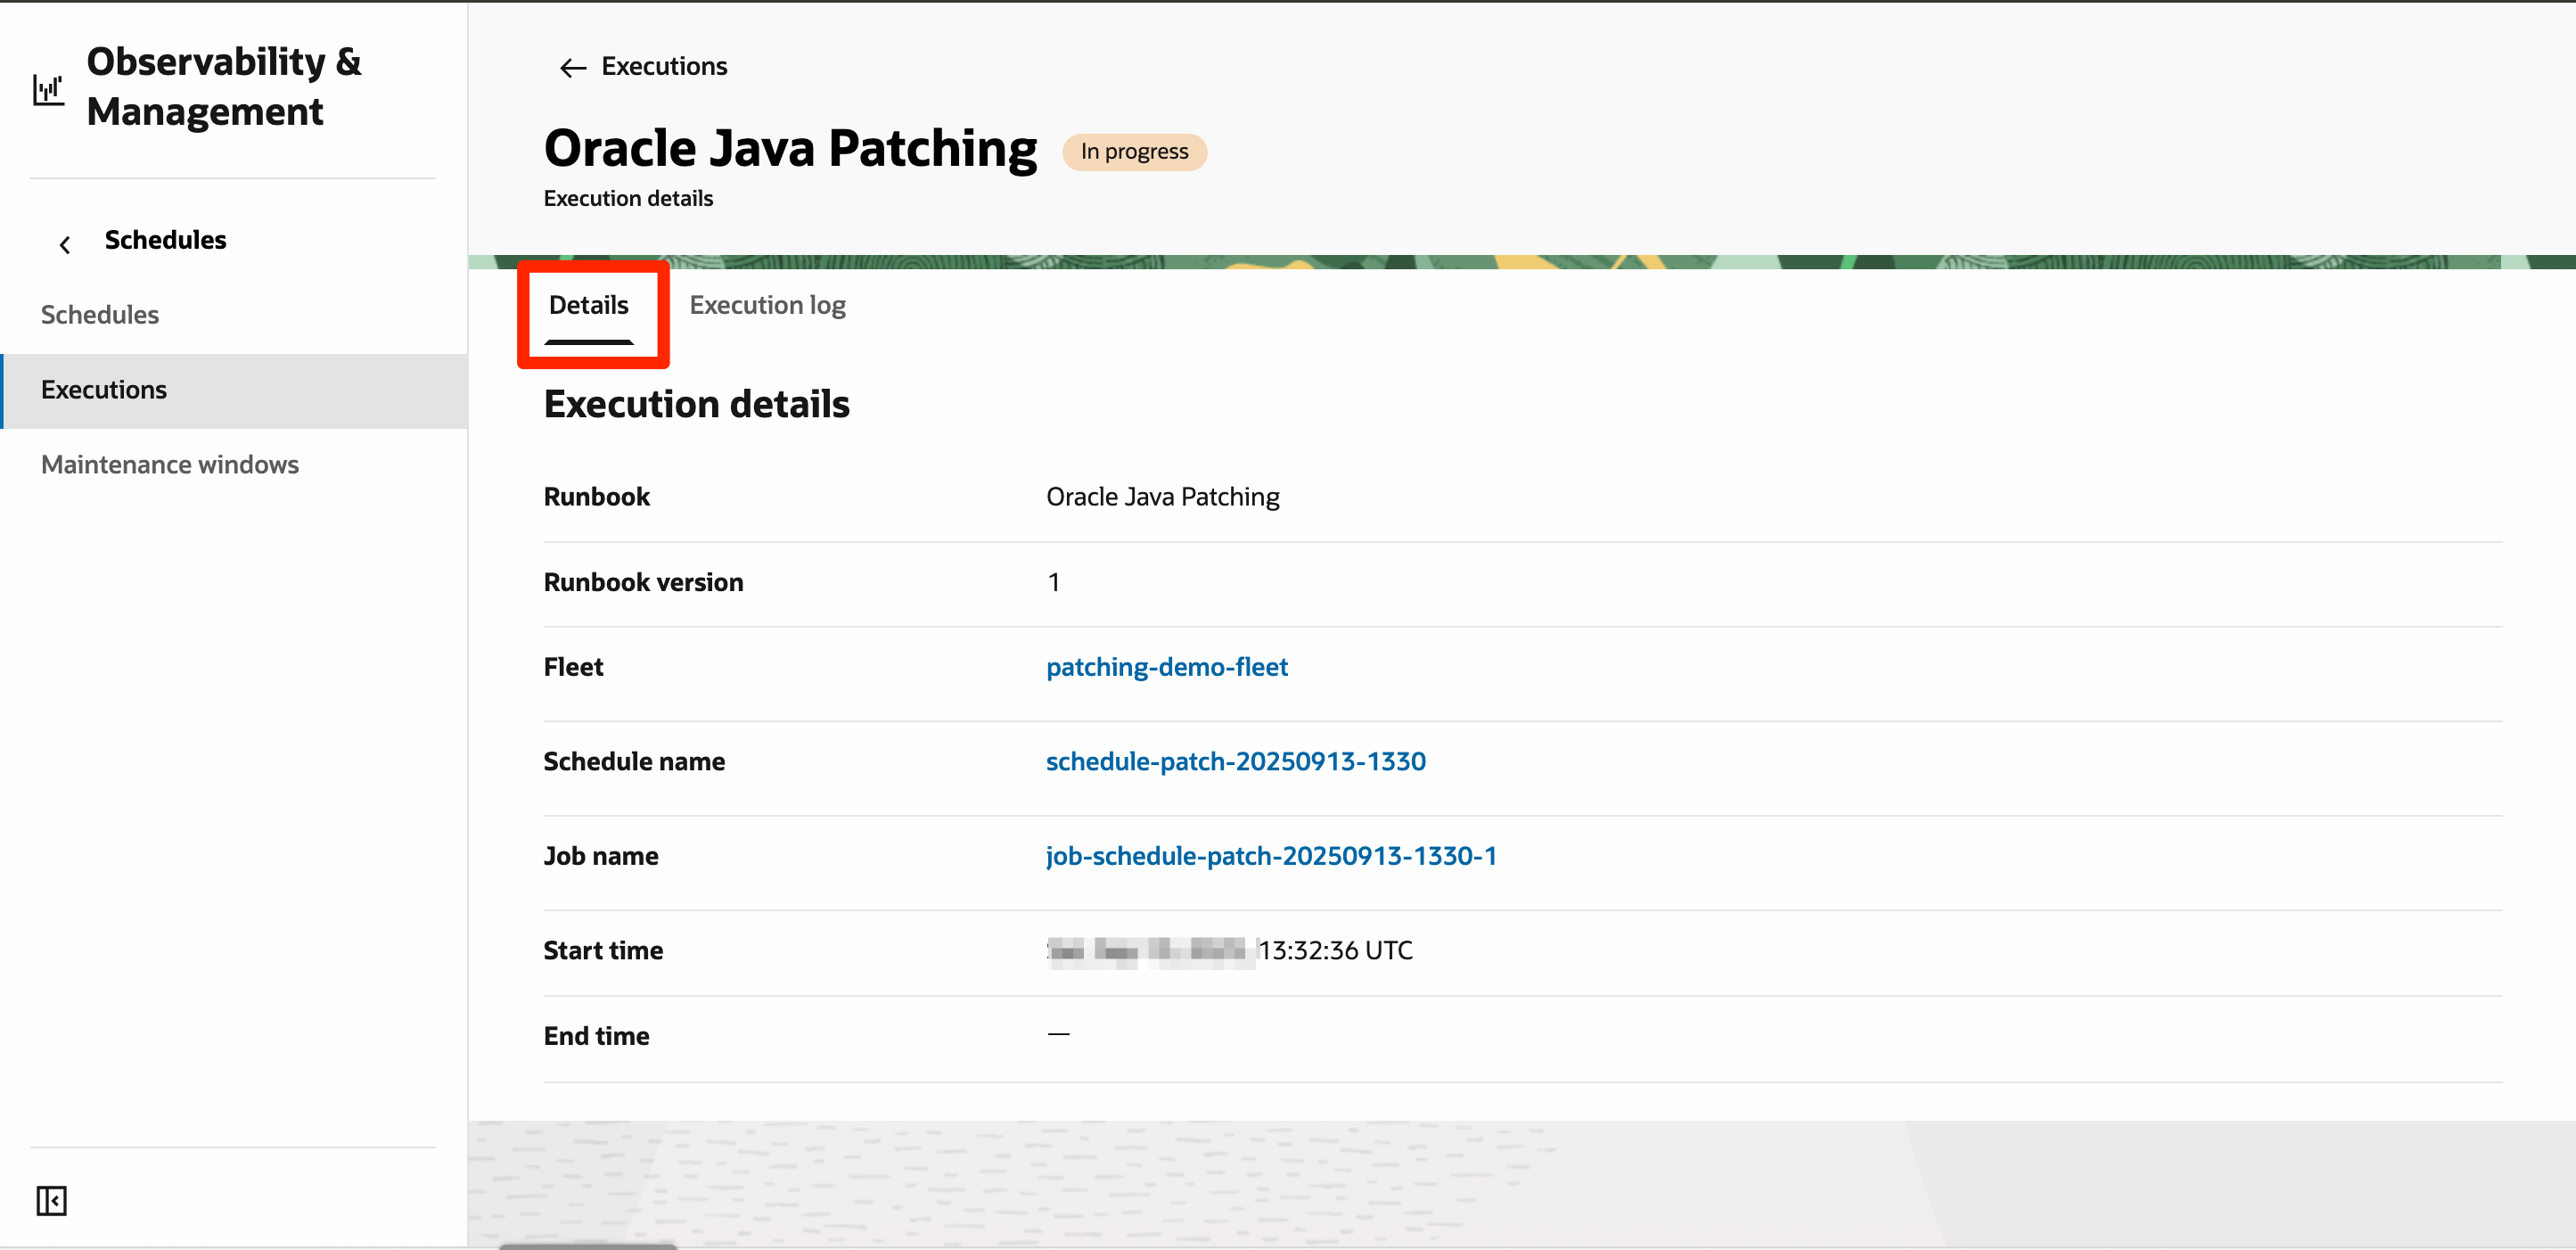 Observability &
Management
Schedules
Schedules
Executions
Maintenance windows
Executions
Oracle Java Patching In progress
Execution details
Details Execution log
Execution details
Runbook Oracle Java Patching
Runbook version 1
Fleet patching-demo-fleet
Schedule name schedule-patch-20250913-1330
Job name job-schedule-patch-20250913-1330-1
Start time 13:32:36 UTC
End time —